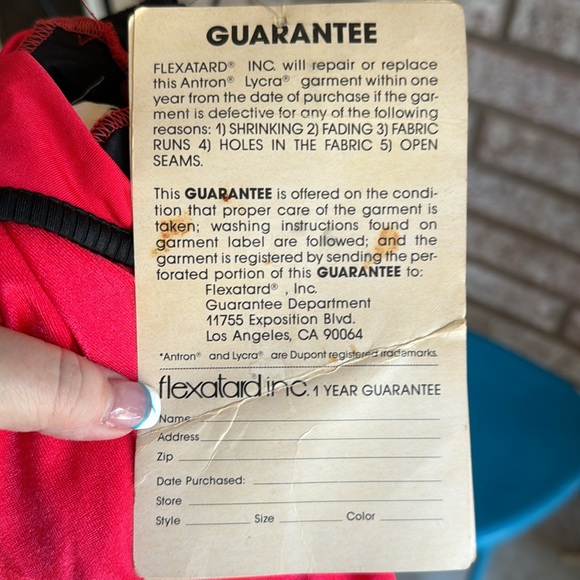 GUARANTEE
FLEXATARD® INC. will repair or replace
this Antron® Lycra® garment within one
year from the date of purchase if the gar-
ment is defective for any of the following
reasons: 1) SHRINKING 2) FADING 3) FABRIC
RUNS 4) HOLES IN THE FABRIC 5) OPEN
SEAMS.
This GUARANTEE is offered on the condi-
tion that proper care of the garment is
taken; washing instructions found on
garment label are followed; and the
garment is registered by sending the per-
forated portion of this GUARANTEE to:
Flexatard®, Inc.
Guarantee Department
11755 Exposition Blvd.
Los Angeles, CA 90064
*Antron® and Lycra® are Dupont registered trademarks.
flexatard inc. 1 YEAR GUARANTEE
Name
Address
Zip
Date Purchased:
Store
Style Size Color